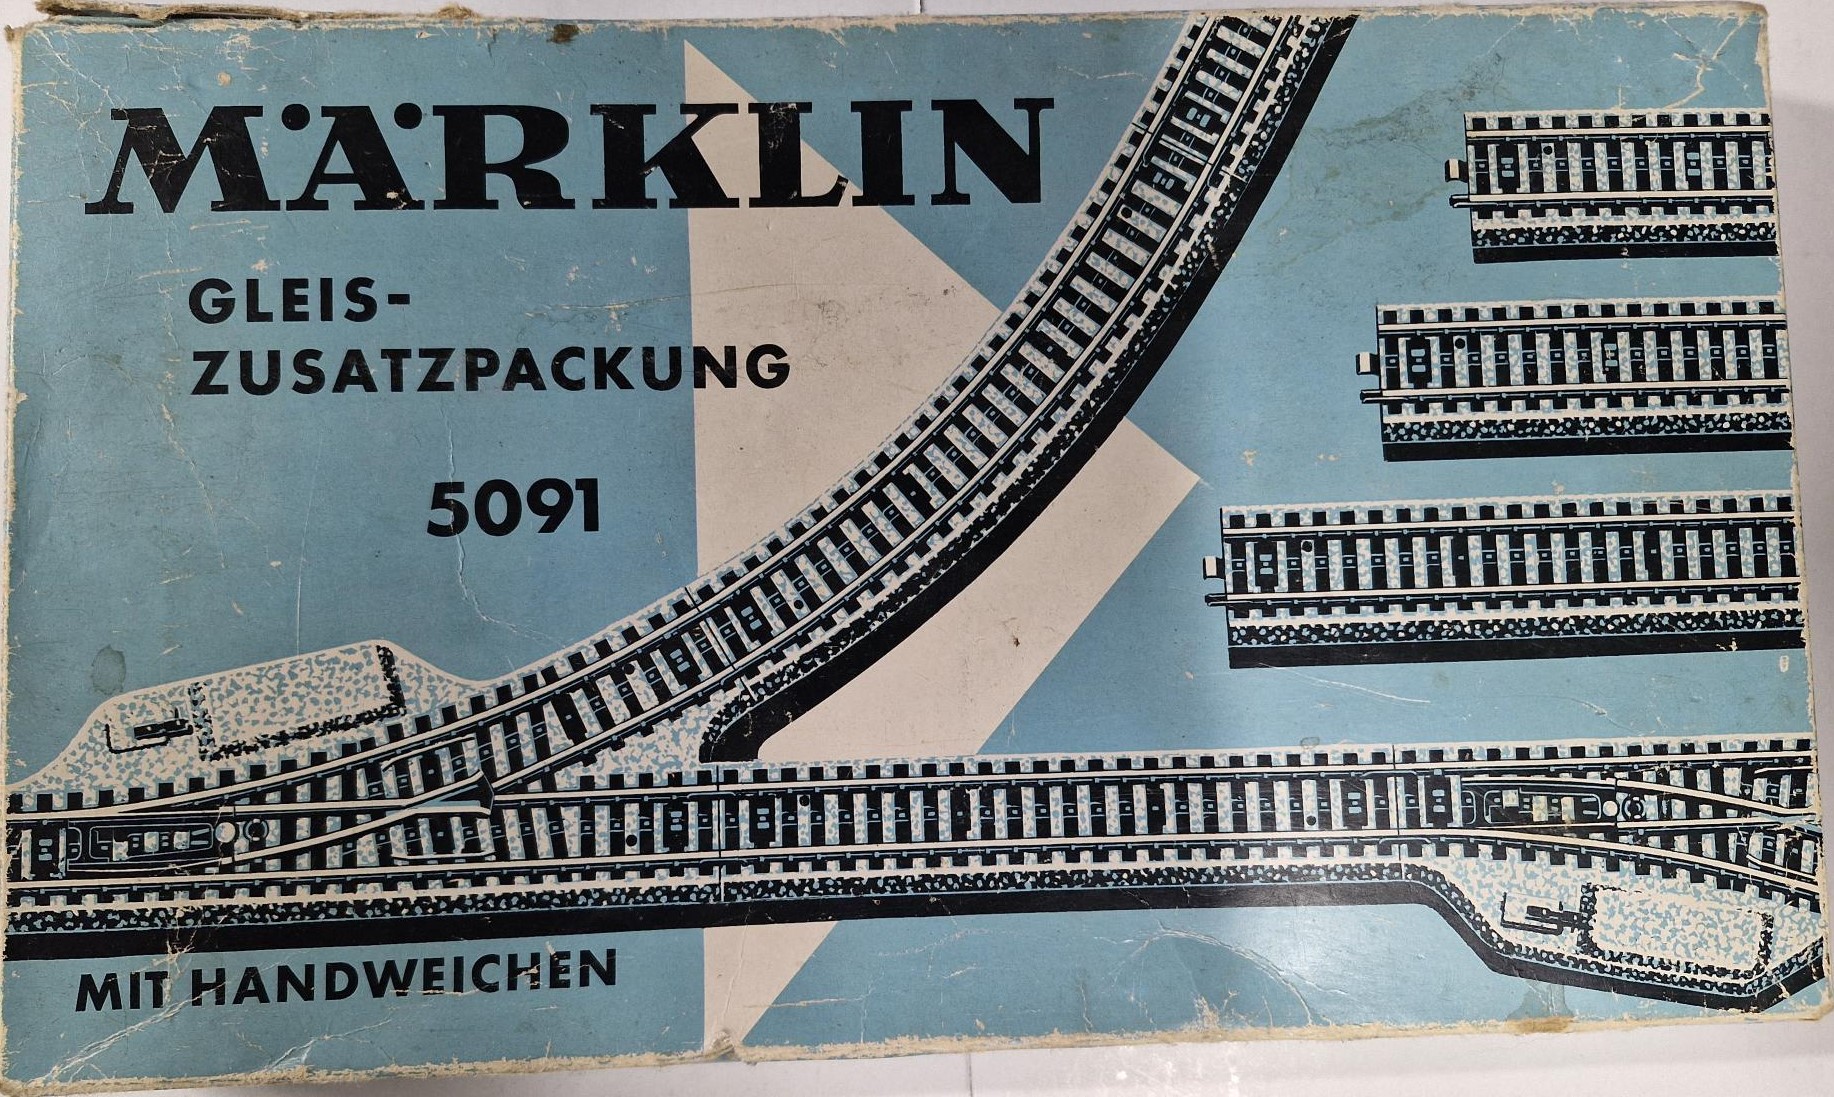 MÄRKLIN
GLEIS-
ZUSATZPACKUNG
5091
MIT HANDWEICHEN